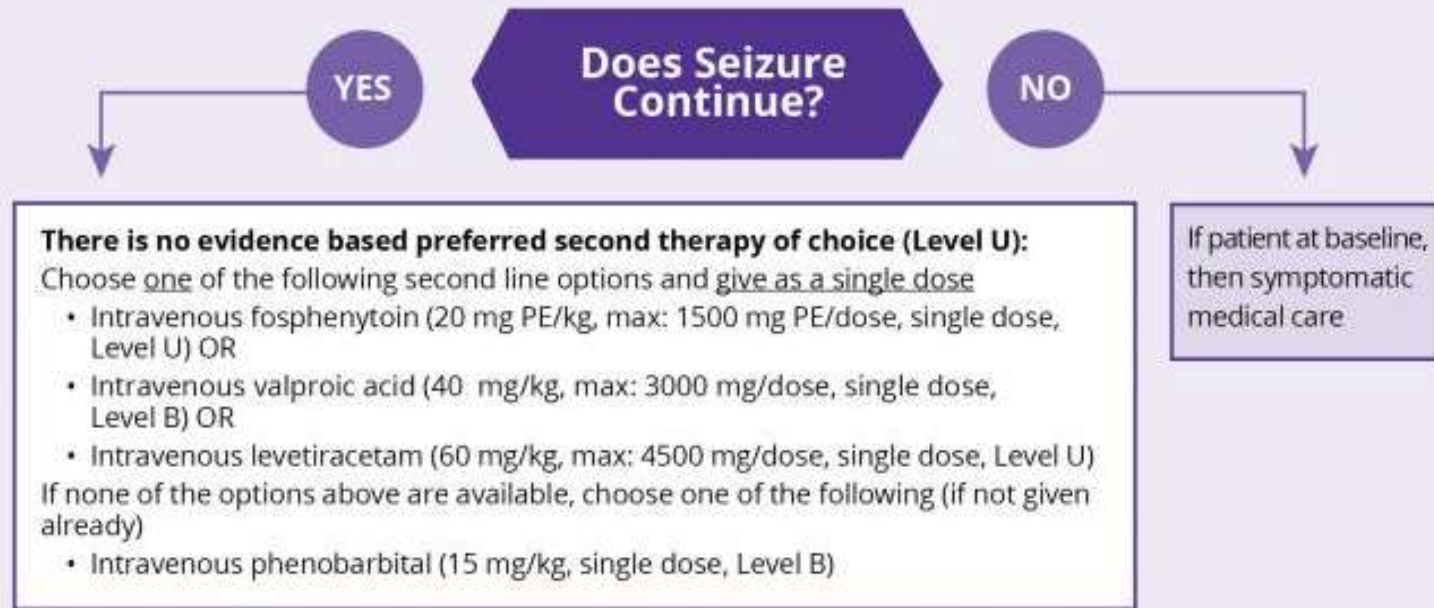 YES
Does Seizure
Continue?
NO
There is no evidence based preferred second therapy of choice (Level U):
Choose one of the following second line options and give as a single dose
• Intravenous fosphenytoin (20 mg PE/kg, max: 1500 mg PE/dose, single dose,
Level U) OR
• Intravenous valproic acid (40 mg/kg, max: 3000 mg/dose, single dose,
Level B) OR
• Intravenous levetiracetam (60 mg/kg, max: 4500 mg/dose, single dose, Level U)
If none of the options above are available, choose one of the following (if not given
already)
• Intravenous phenobarbital (15 mg/kg, single dose, Level B)
If patient at baseline,
then symptomatic
medical care